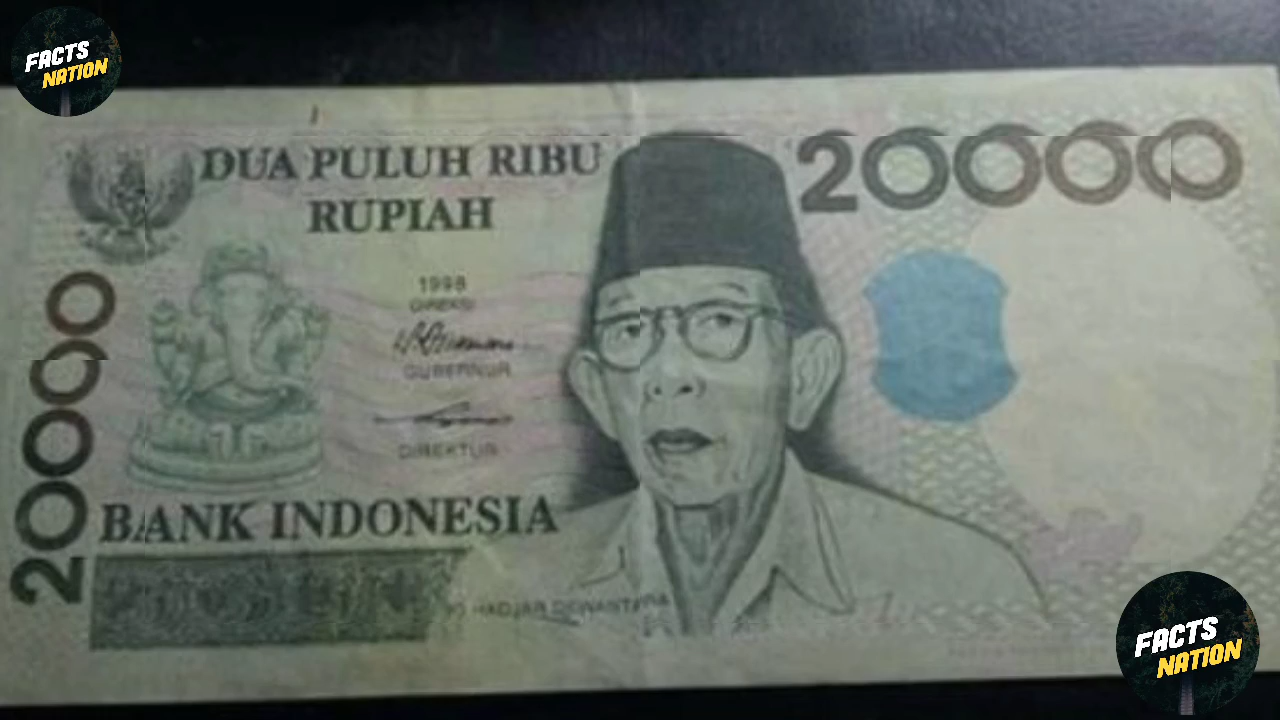 FACTS
NATION
DUA PULUH RIBU
RUPIAH
20000
1998
DIREKSI
GUBERNUR
DIREKTUR
20000
BANK INDONESIA
HADJAR DEWANTARA
FACTS
NATION